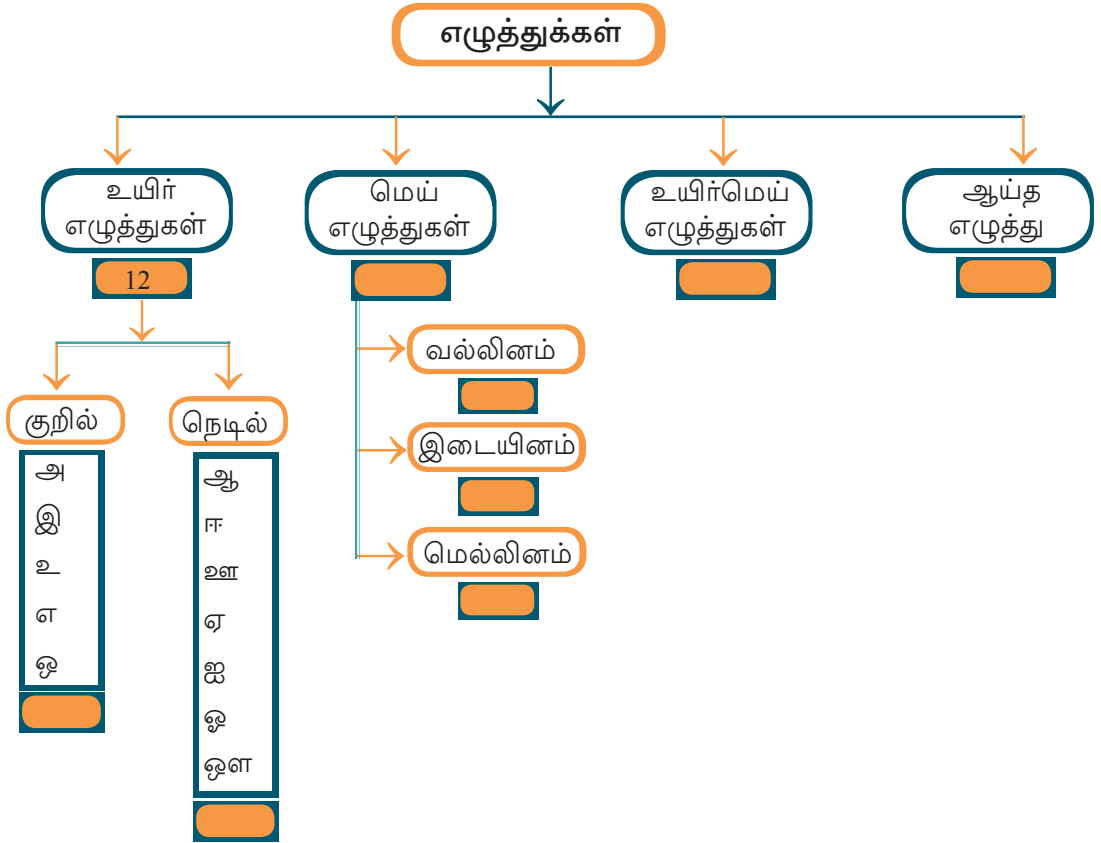 எழுத்துக்கள்
உயிர்
எழுத்துகள்
12
மெய்
எழுத்துகள்
உயிர்மெய்
எழுத்துகள்
ஆய்த
எழுத்து
குறில்
அ
இ
உ
எ
ஒ
நெடில்
ஆ
ஈ
ஊ
ஏ
ஐ
ஓ
ஔ
வல்லினம்
இடையினம்
மெல்லினம்